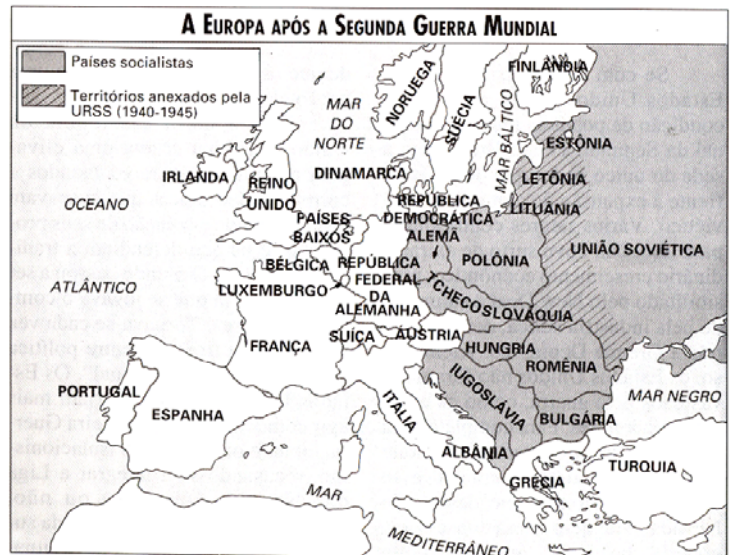 A EUROPA APÓS A SEGUNDA GUERRA MUNDIAL
Países socialistas
Territórios anexados pela
URSS (1940-1945)
NORUEGA
SUÉCIA
FINLÂNDIA
MAR
DO
NORTE
MAR BÁLTICO
ESTÔNIA
LETÔNIA
LITUÂNIA
IRLANDA
REINO
UNIDO
DINAMARCA
OCEANO
ATLÂNTICO
PAÍSES
BAIXOS
REPÚBLICA
DEMOCRÁTICA
ALEMÃ
POLÔNIA
UNIÃO SOVIÉTICA
BÉLGICA
LUXEMBURGO
REPÚBLICA
FEDERAL
DA
ALEMANHA
CHECOSLOVÁQUIA
FRANÇA
SUÍÇA
ÁUSTRIA
HUNGRIA
ROMÊNIA
IUGOSLÁVIA
BULGÁRIA
MAR NEGRO
PORTUGAL
ESPANHA
ITÁLIA
ALBÂNIA
GRÉCIA
TURQUIA
MAR
MEDITERRÂNEO